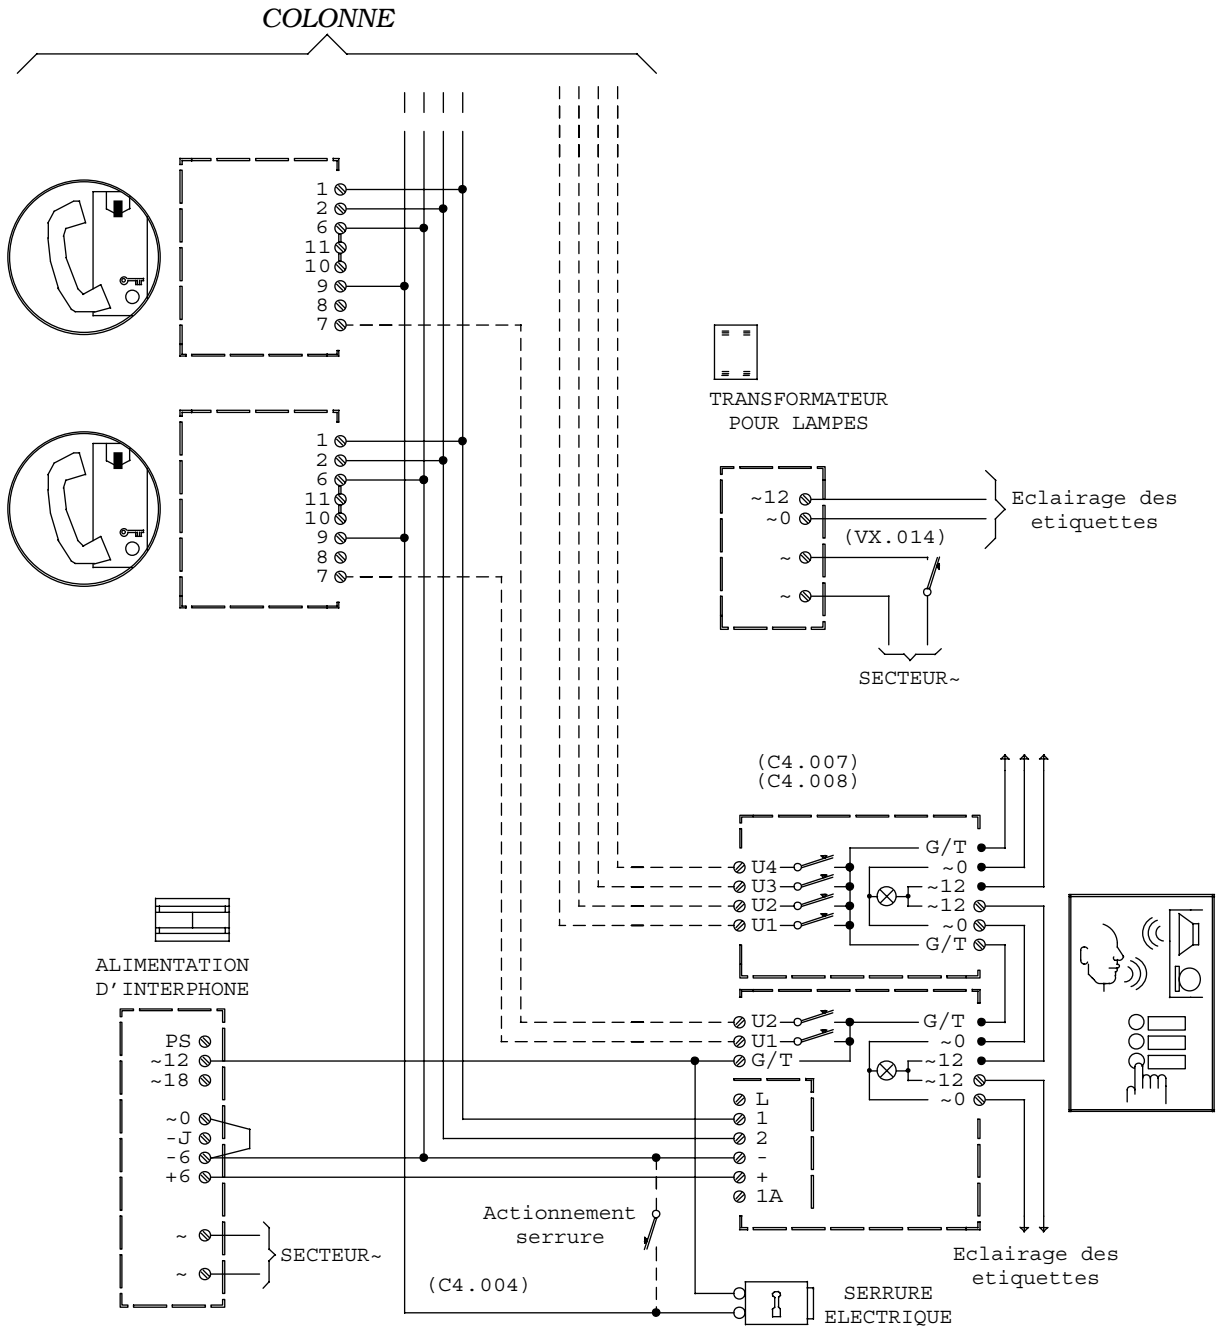 COLONNE
1
2
6
11
10
9
8
7
1
2
6
11
10
9
8
7
TRANSFORMATEUR
POUR LAMPES
~12
~0
~
~
(VX.014)
Eclairage des
etiquettes
SECTEUR~
(C4.007)
(C4.008)
U4
U3
U2
U1
G/T
~0
~12
~12
~0
G/T
U2
U1
G/T
G/T
~0
~12
~12
~0
L
1
2
-
+
1A
ALIMENTATION
D'INTERPHONE
PS
~12
~18
~0
-J
-6
+6
~
~
SECTEUR~
Actionnement
serrure
(C4.004)
SERRURE
ELECTRIQUE
Eclairage des
etiquettes